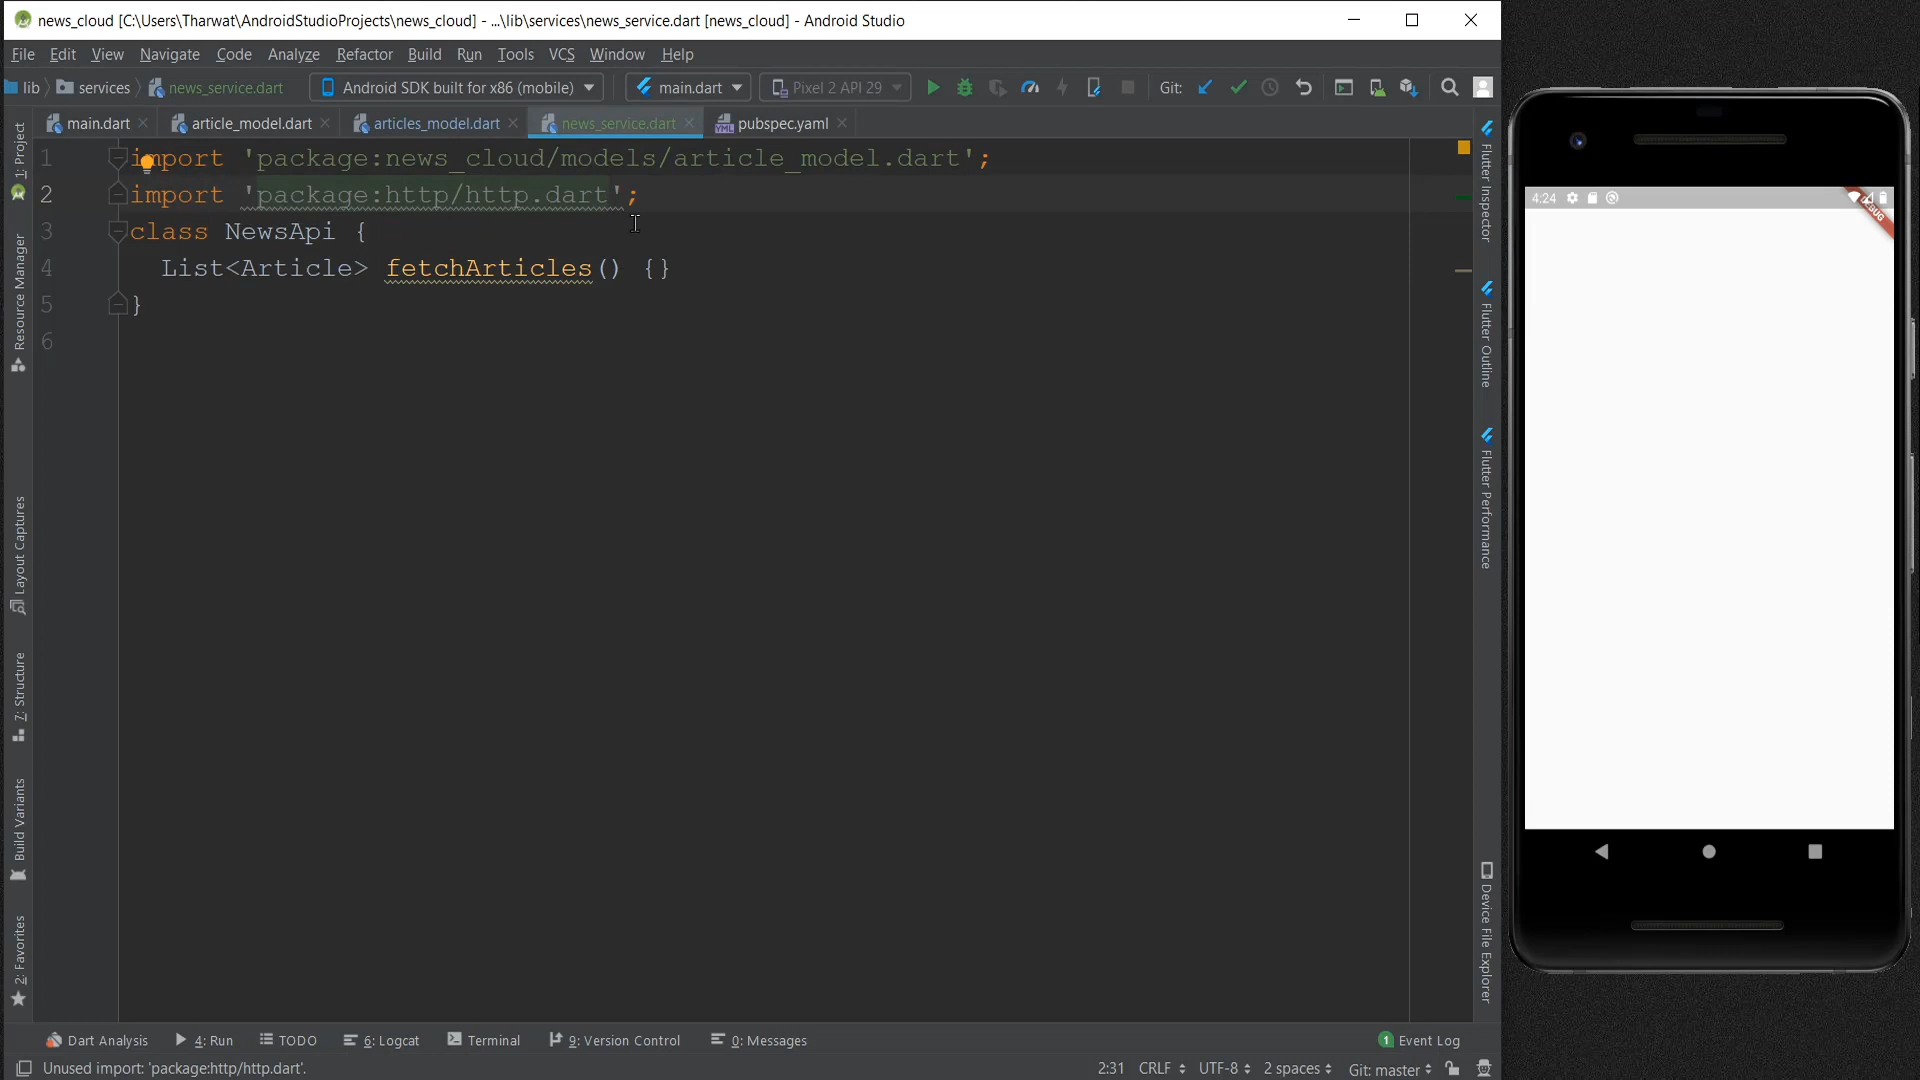 news_cloud [C:\Users\Tharwat\AndroidStudioProjects\news_cloud] - ...\lib\services\news_service.dart [news_cloud] - Android Studio
File Edit View Navigate Code Analyze Refactor Build Run Tools VCS Window Help
lib services news_service.dart Android SDK built for x86 (mobile) main.dart Pixel 2 API 29 Git:
main.dart article_model.dart articles_model.dart news_service.dart pubspec.yaml
1 import 'package:news_cloud/models/article_model.dart';
2 import 'package:http/http.dart';
3 class NewsApi {
4 List<Article> fetchArticles() {}
5 }
6
1: Project
Resource Manager
Layout Captures
7: Structure
Build Variants
2: Favorites
Flutter Inspector
Flutter Outline
Flutter Performance
Device File Explorer
4:24
DEBUG
Dart Analysis 4: Run TODO 6: Logcat Terminal 9: Version Control 0: Messages 1 Event Log
Unused import: 'package:http/http.dart'. 2:31 CRLF UTF-8 2 spaces Git: master